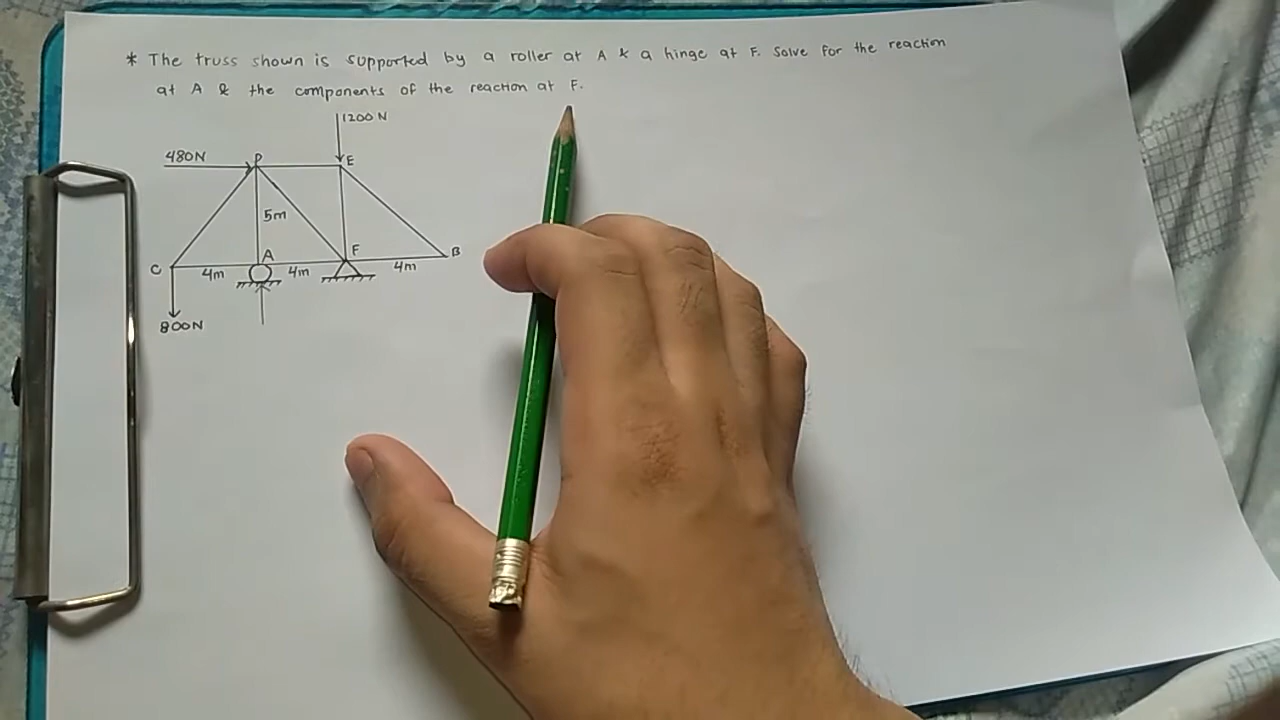 * The truss shown is supported by a roller at A & a hinge at F. Solve for the reaction
at A & the components of the reaction at F.
1200 N
480N
D
E
5m
C
4m
A
4m
F
4m
B
800N